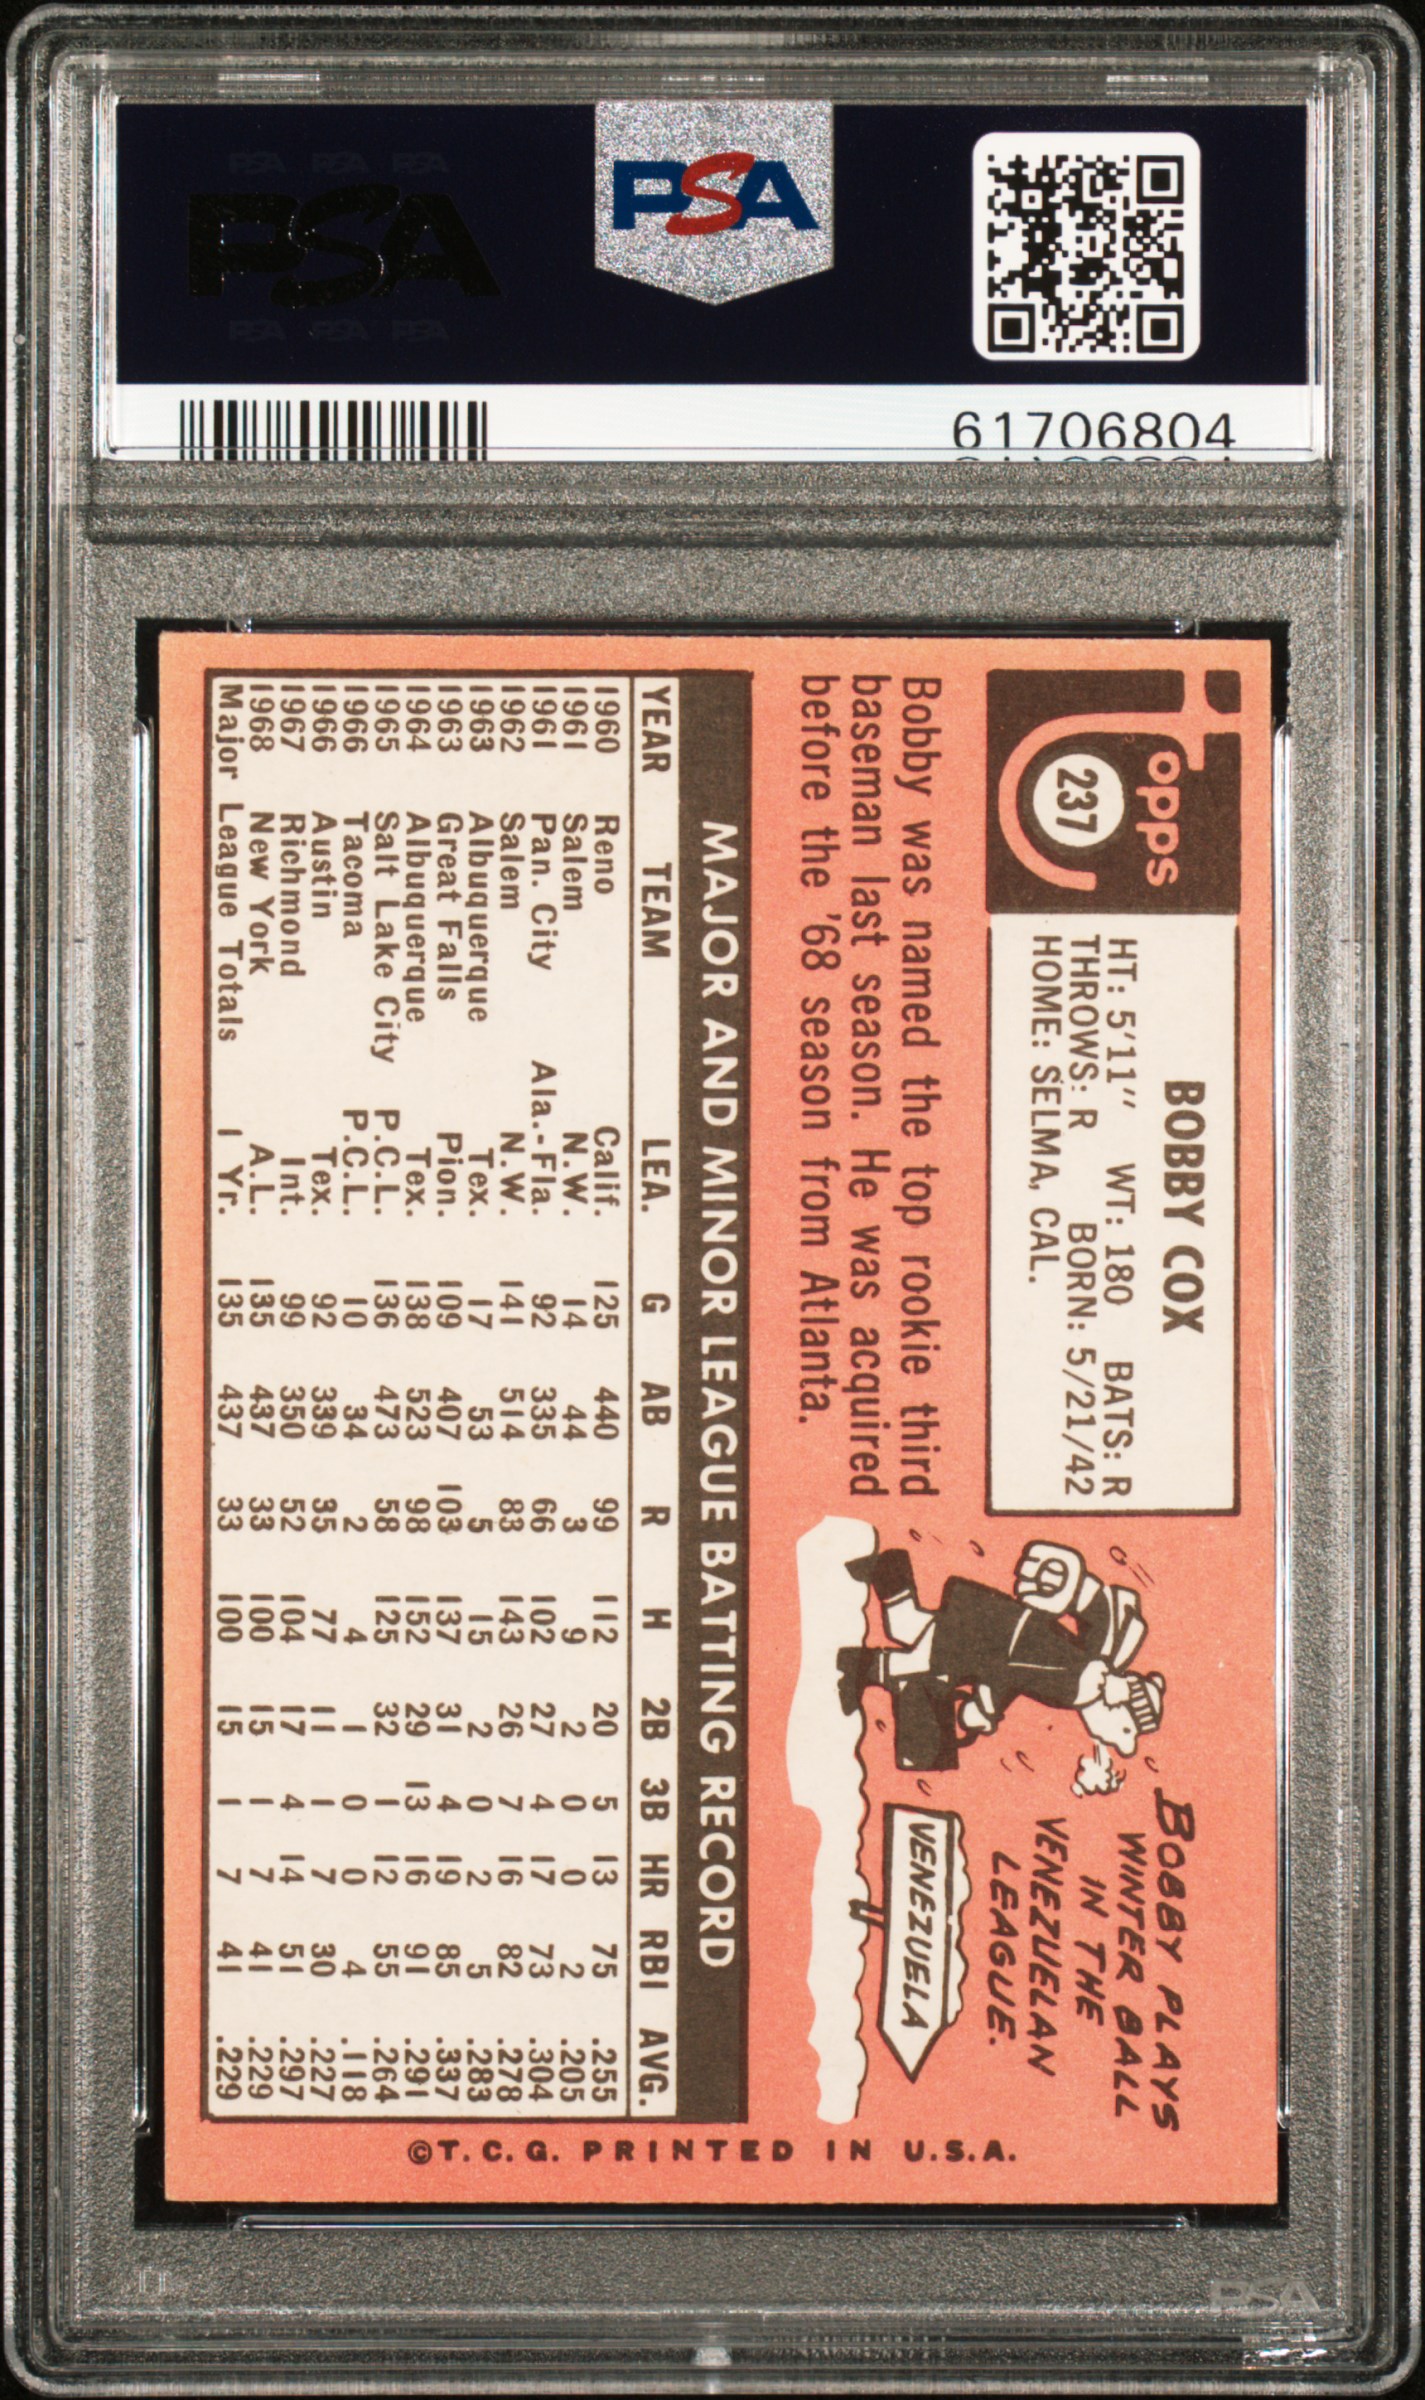 PSA PSA PSA
PSA
PSA PSA PSA
PSA
61706804
Topps
237
BOBBY COX
HT: 5'11" WT: 180 BATS: R
THROWS: R BORN: 5/21/42
HOME: SELMA, CAL.
Bobby was named the top rookie third
baseman last season. He was acquired
before the '68 season from Atlanta.
BOBBY PLAYS
WINTER BALL
IN THE
VENEZUELAN
LEAGUE.
VENEZUELA
MAJOR AND MINOR LEAGUE BATTING RECORD
YEAR TEAM LEA. G AB R H 2B 3B HR RBI AVG.
1960 Reno Calif. 125 440 99 112 20 5 13 75 .255
1961 Salem N.W. 14 44 3 9 2 0 0 2 .205
1961 Pan. City Ala.-Fla. 92 335 66 102 27 4 17 73 .304
1962 Salem N.W. 141 514 83 143 26 7 16 82 .278
1963 Albuquerque Tex. 17 53 5 15 2 0 2 5 .283
1963 Great Falls Pion. 109 407 103 137 31 4 19 85 .337
1964 Albuquerque Tex. 138 523 98 152 29 13 16 91 .291
1965 Salt Lake City P.C.L. 136 473 58 125 32 1 12 55 .264
1966 Tacoma P.C.L. 10 34 2 4 1 0 0 4 .118
1966 Austin Tex. 92 339 35 77 11 1 7 30 .227
1967 Richmond Int. 99 350 52 104 17 4 14 51 .297
1968 New York A.L. 135 437 33 100 15 1 7 41 .229
Major League Totals 1 Yr. 135 437 33 100 15 1 7 41 .229
©T.C.G. PRINTED IN U.S.A.
PSA